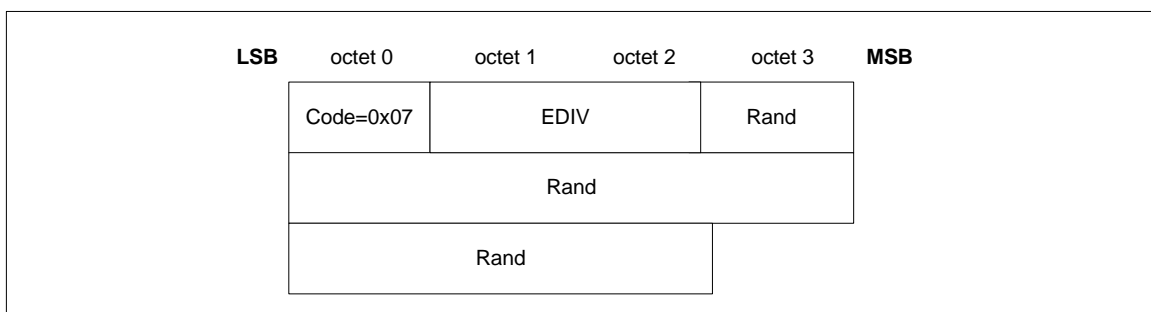 LSB octet 0 octet 1 octet 2 octet 3 MSB
Code=0x07 EDIV Rand
Rand
Rand